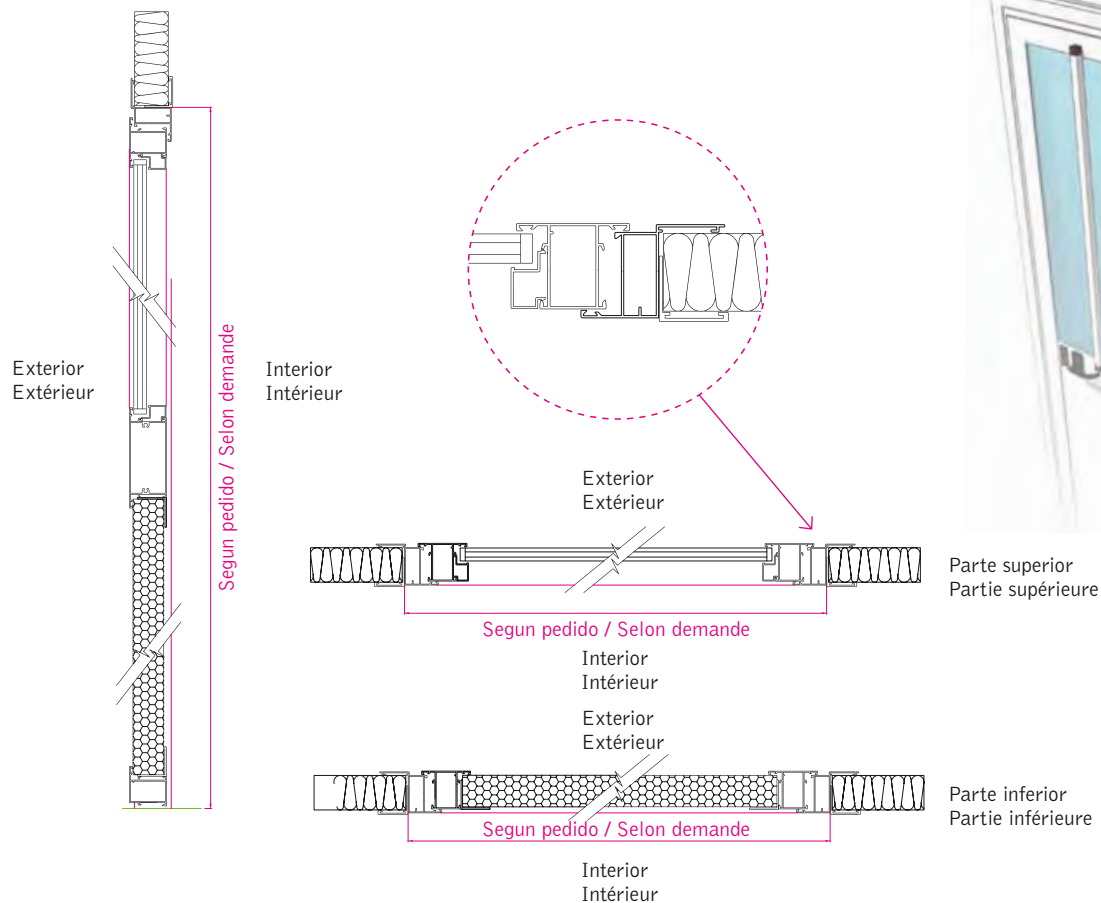 Exterior
Extérieur
Segun pedido / Selon demande
Interior
Intérieur
Exterior
Extérieur
Parte superior
Partie supérieure
Segun pedido / Selon demande
Interior
Intérieur
Exterior
Extérieur
Parte inferior
Partie inférieure
Segun pedido / Selon demande
Interior
Intérieur